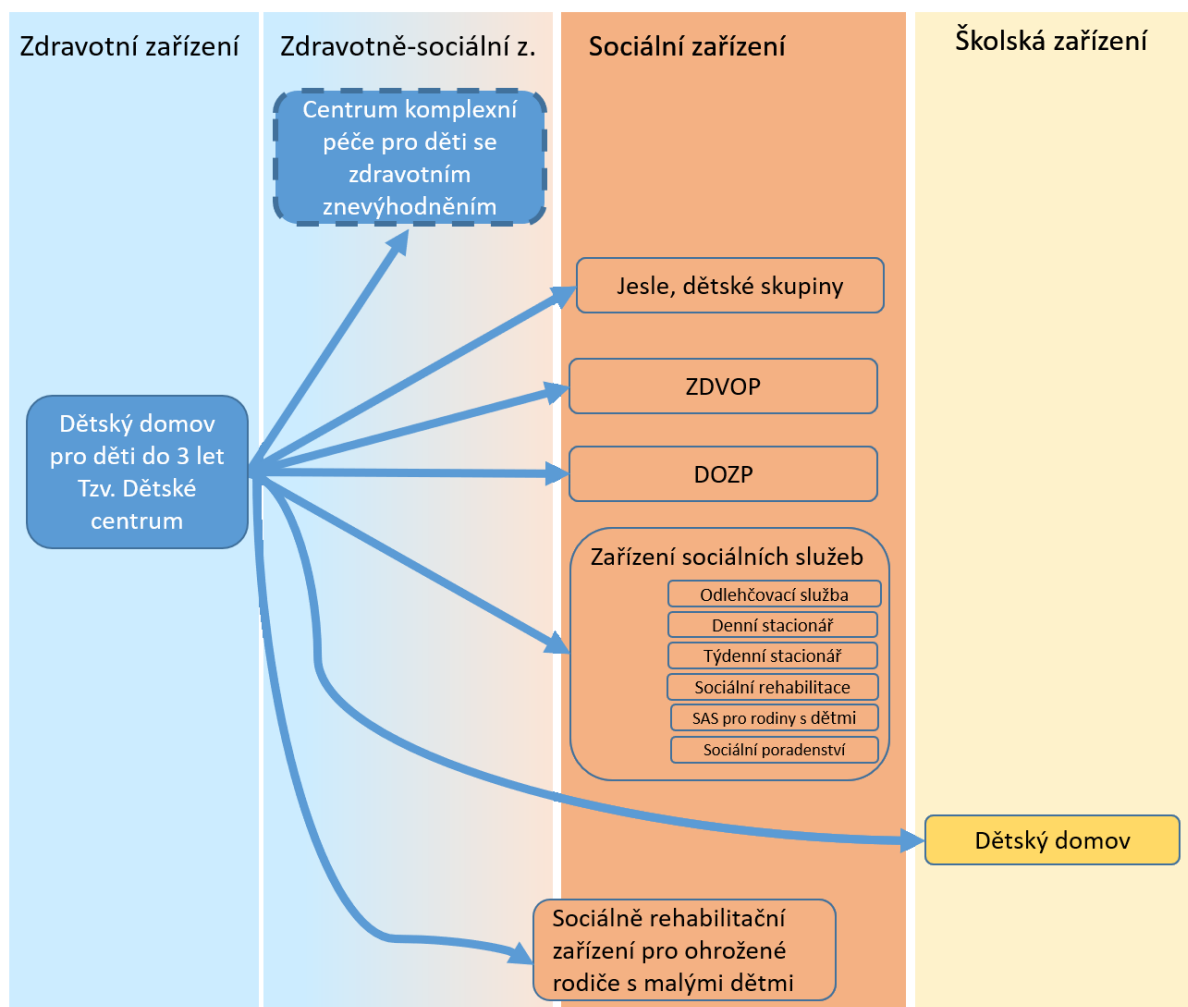 Zdravotní zařízení
Zdravotně-sociální z.
Sociální zařízení
Školská zařízení
Centrum komplexní
péče pro děti se
zdravotním
znevýhodněním
Jesle, dětské skupiny
ZDVOP
Dětský domov
pro děti do 3 let
Tzv. Dětské
centrum
DOZP
Zařízení sociálních služeb
Odlehčovací služba
Denní stacionář
Týdenní stacionář
Sociální rehabilitace
SAS pro rodiny s dětmi
Sociální poradenství
Dětský domov
Sociálně rehabilitační
zařízení pro ohrožené
rodiče s malými dětmi